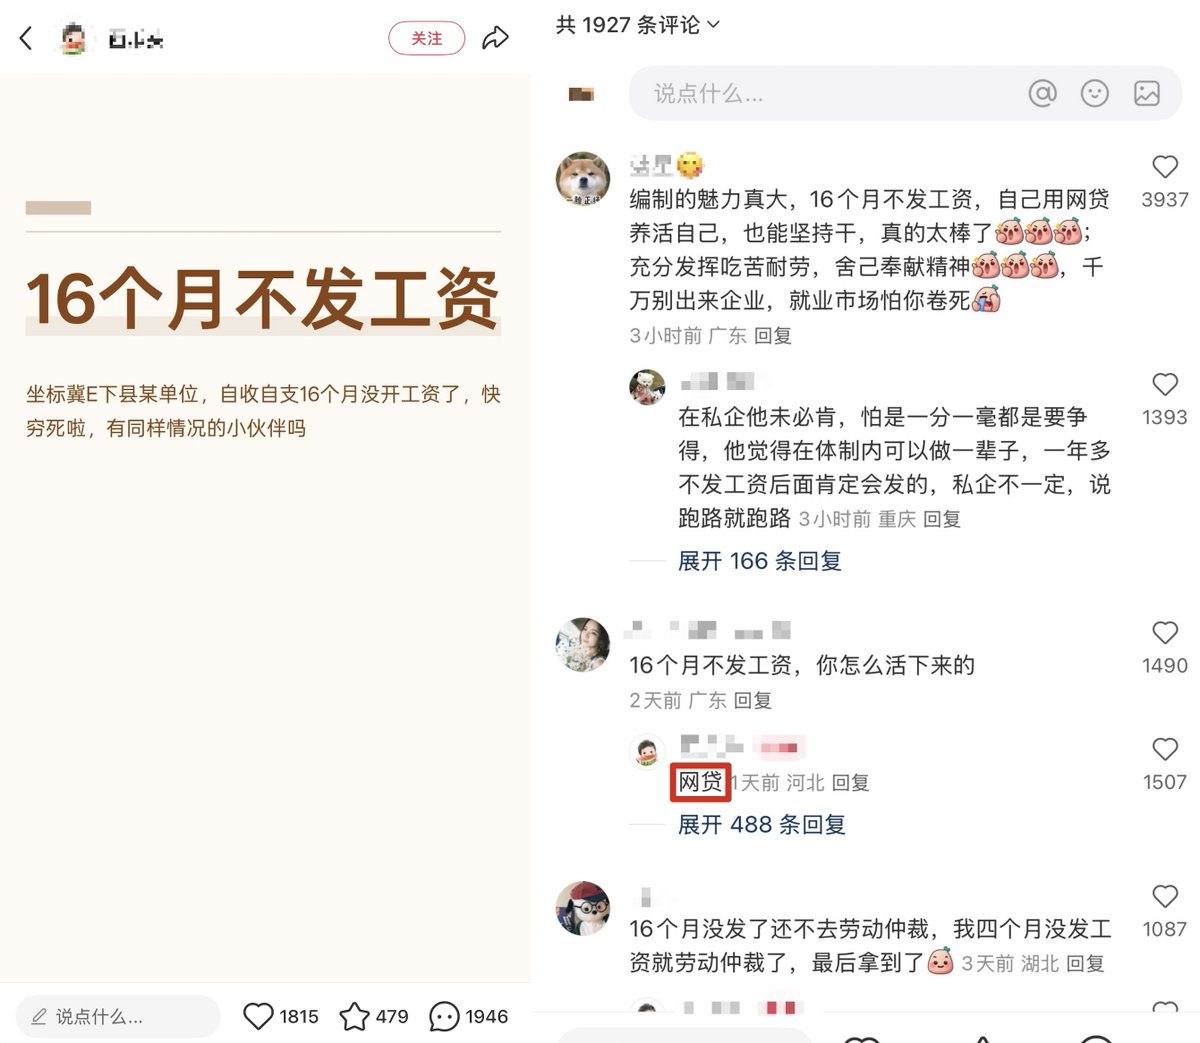 关注
16个月不发工资
坐标冀E下县某单位，自收自支16个月没开工资了，快
穷死啦，有同样情况的小伙伴吗
说点什么...
1815
479
1946
共 1927 条评论
说点什么...
编制的魅力真大，16个月不发工资，自己用网贷
养活自己，也能坚持干，真的太棒了；
充分发挥吃苦耐劳，舍己奉献精神，千
万别出来企业，就业市场怕你卷死
3小时前 广东 回复
3937
在私企他未必肯，怕是一分一毫都是要争
得，他觉得在体制内可以做一辈子，一年多
不发工资后面肯定会发的，私企不一定，说
跑路就跑路 3小时前 重庆 回复
1393
展开 166 条回复
16个月不发工资，你怎么活下来的
2天前 广东 回复
1490
网贷 1天前 河北 回复
1507
展开 488 条回复
16个月没发了还不去劳动仲裁，我四个月没发工
资就劳动仲裁了，最后拿到了 3天前 湖北 回复
1087